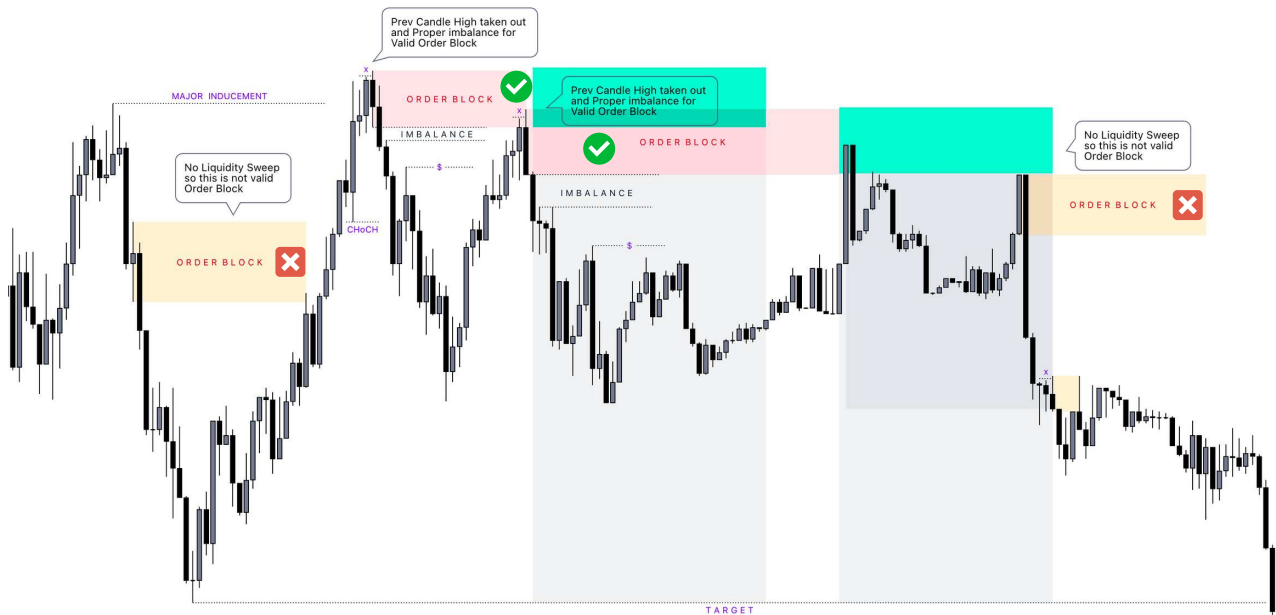 Prev Candle High taken out
and Proper imbalance for
Valid Order Block
x
MAJOR INDUCEMENT
ORDER BLOCK
Prev Candle High taken out
and Proper imbalance for
Valid Order Block
x
IMBALANCE
ORDER BLOCK
No Liquidity Sweep
so this is not valid
Order Block
No Liquidity Sweep
so this is not valid
Order Block
$
IMBALANCE
ORDER BLOCK
CHoCH
$
ORDER BLOCK
x
TARGET